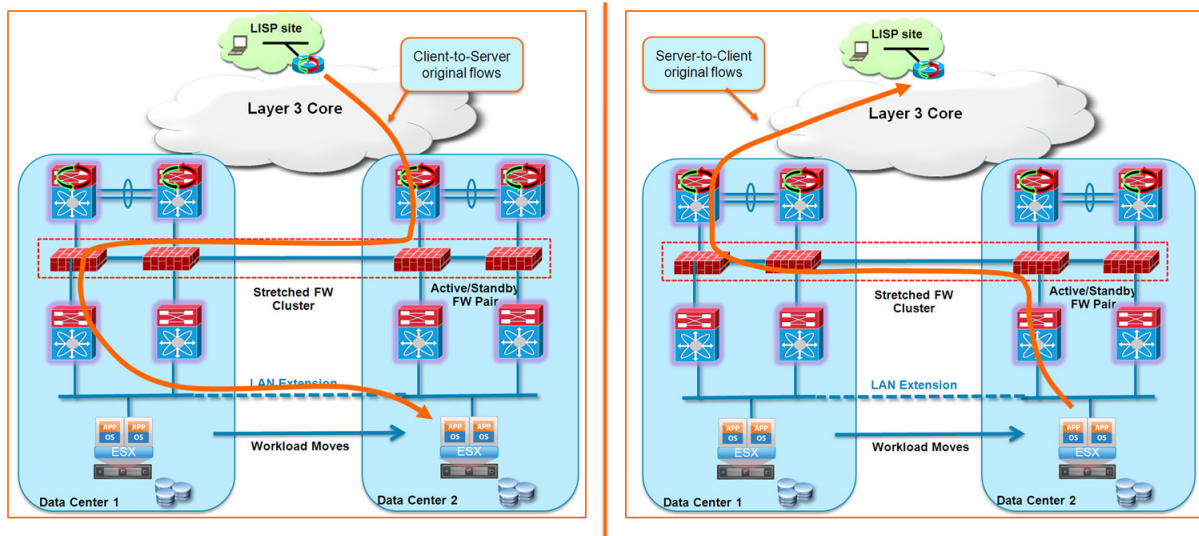 LISP site
Client-to-Server
original flows
Layer 3 Core
Stretched FW
Cluster
Active/Standby
FW Pair
LAN Extension
APP
APP
OS
OS
ESX
Workload Moves
APP
APP
OS
OS
ESX
Data Center 1
Data Center 2
LISP site
Server-to-Client
original flows
Layer 3 Core
Stretched FW
Cluster
Active/Standby
FW Pair
LAN Extension
APP
APP
OS
OS
ESX
Workload Moves
APP
APP
OS
OS
ESX
Data Center 1
Data Center 2